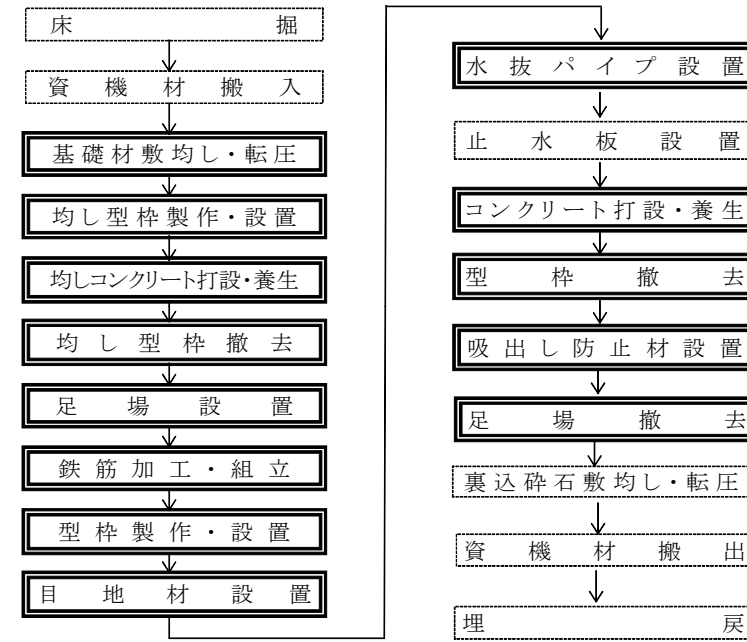 床掘
資機材搬入
基礎材敷均し・転圧
均し型枠製作・設置
均しコンクリート打設・養生
均し型枠撤去
足場設置
鉄筋加工・組立
型枠製作・設置
目地材設置
水抜パイプ設置
止水板設置
コンクリート打設・養生
型枠撤去
吸出し防止材設置
足場撤去
裏込砕石敷均し・転圧
資機材搬出
埋戻